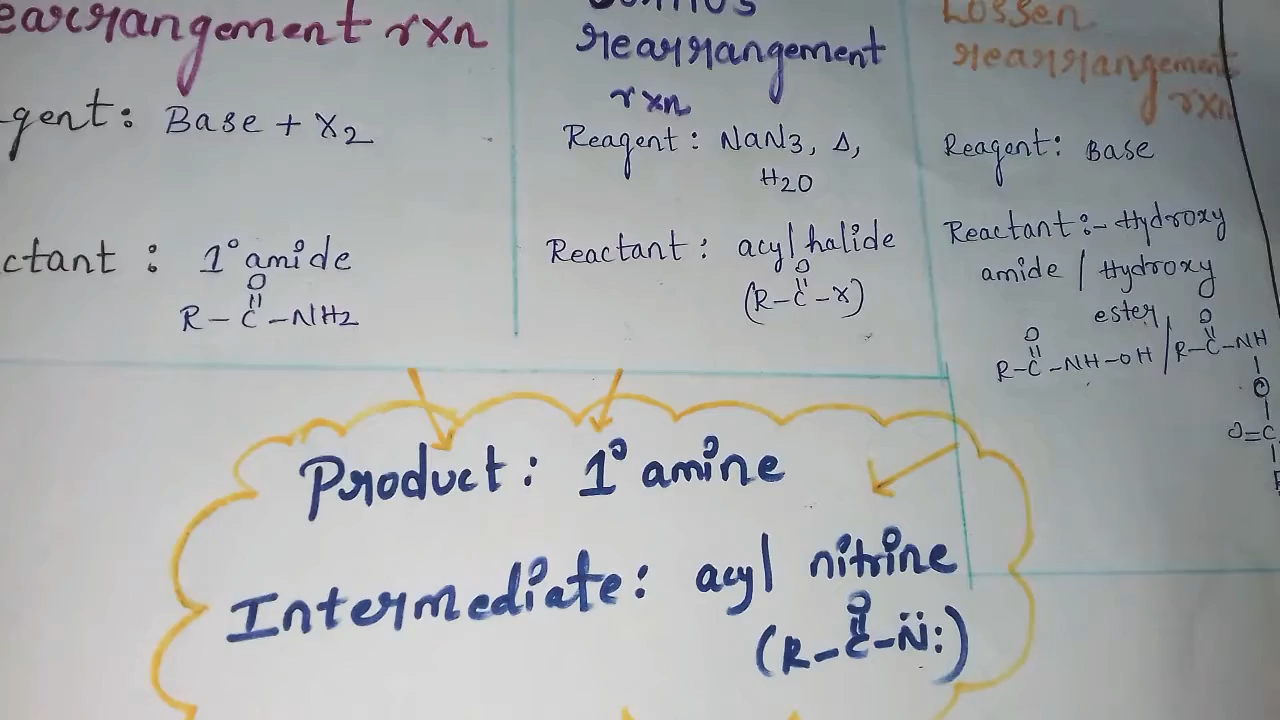 earrangement rxn
gent: Base + X2
ctant : 1° amide
O
R - C - NH2
rearrangement
rxn
Reagent: NaN3, Δ,
H2O
Reactant : acyl halide
O
(R-C-X)
Lossen
rearrangement
rxn
Reagent: Base
Reactant :- Hydroxy
amide / Hydroxy
ester
O
R-C-NH-OH /
O
R-C-NH
O
O=C
Product: 1° amine
Intermediate: acyl nitrine
O
(R-C-N̈:)